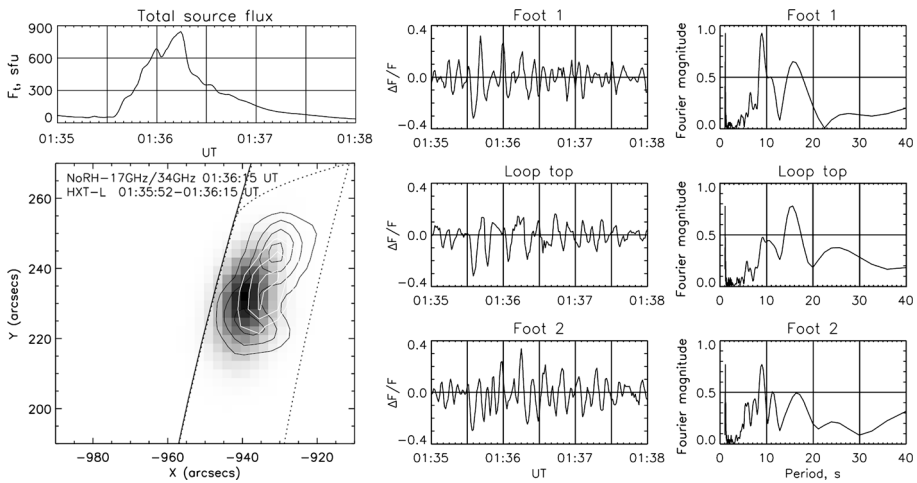 Total source flux
Fₜ, sfu
900
600
300
0
01:35 01:36 01:37 01:38
UT
NoRH-17GHz/34GHz 01:36:15 UT
HXT-L 01:35:52-01:36:15 UT
Y (arcsecs)
260
240
220
200
-980 -960 -940 -920
X (arcsecs)
Foot 1
ΔF/F
0.4
0.0
-0.4
01:35 01:36 01:37 01:38
Loop top
ΔF/F
0.4
0.0
-0.4
01:35 01:36 01:37 01:38
Foot 2
ΔF/F
0.4
0.0
-0.4
01:35 01:36 01:37 01:38
UT
Foot 1
Fourier magnitude
1.0
0.5
0.0
0 10 20 30 40
Loop top
Fourier magnitude
1.0
0.5
0.0
0 10 20 30 40
Foot 2
Fourier magnitude
1.0
0.5
0.0
0 10 20 30 40
Period, s